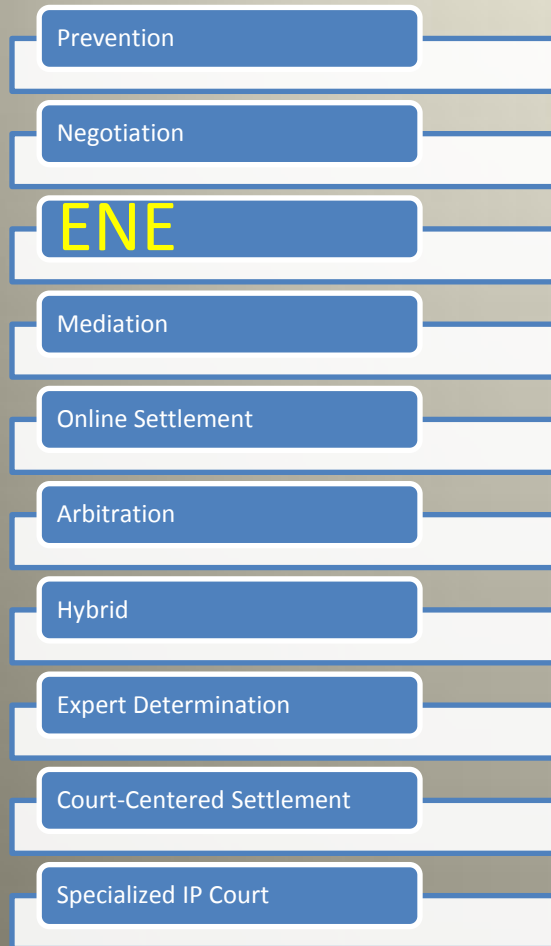 Prevention
Negotiation
ENE
Mediation
Online Settlement
Arbitration
Hybrid
Expert Determination
Court-Centered Settlement
Specialized IP Court